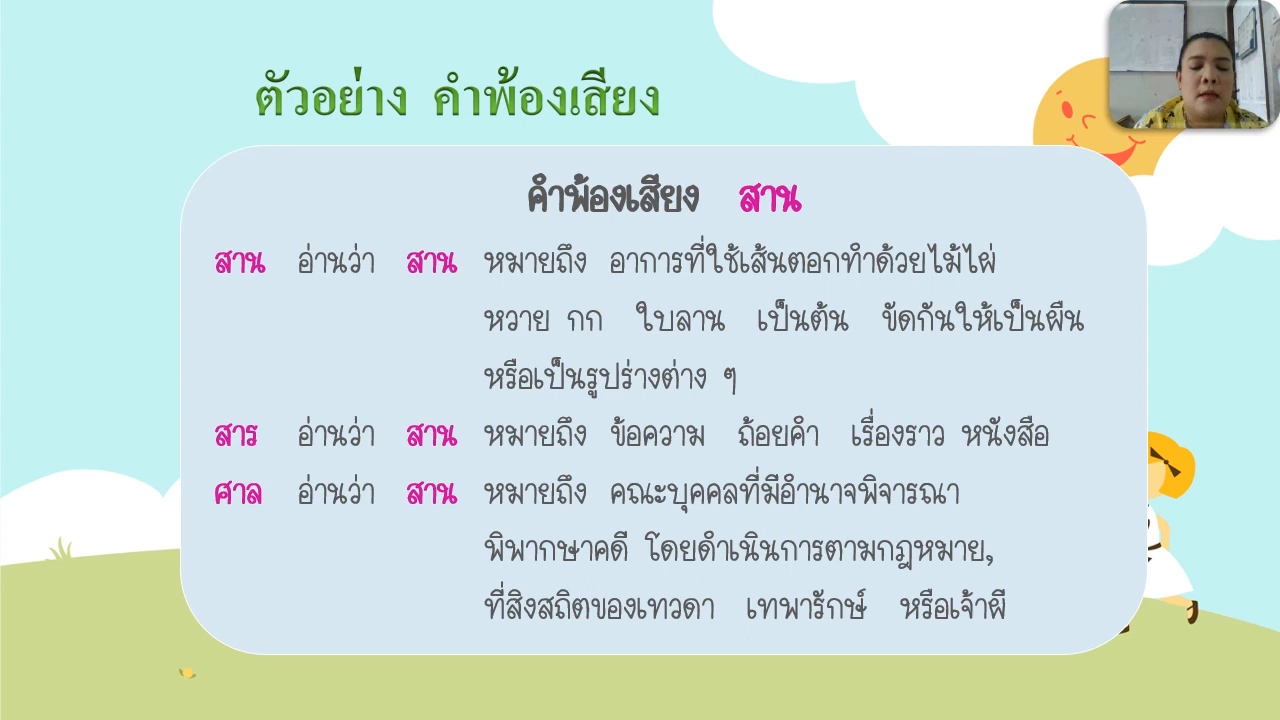 ตัวอย่าง คำพ้องเสียง
คำพ้องเสียง สาน
สาน อ่านว่า สาน หมายถึง อาการที่ใช้เส้นตอกทำด้วยไม้ไผ่
หวาย กก ใบลาน เป็นต้น ขัดกันให้เป็นผืน
หรือเป็นรูปร่างต่าง ๆ
สาร อ่านว่า สาน หมายถึง ข้อความ ถ้อยคำ เรื่องราว หนังสือ
ศาล อ่านว่า สาน หมายถึง คณะบุคคลที่มีอำนาจพิจารณา
พิพากษาคดี โดยดำเนินการตามกฎหมาย,
ที่สิงสถิตของเทวดา เทพารักษ์ หรือเจ้าผี